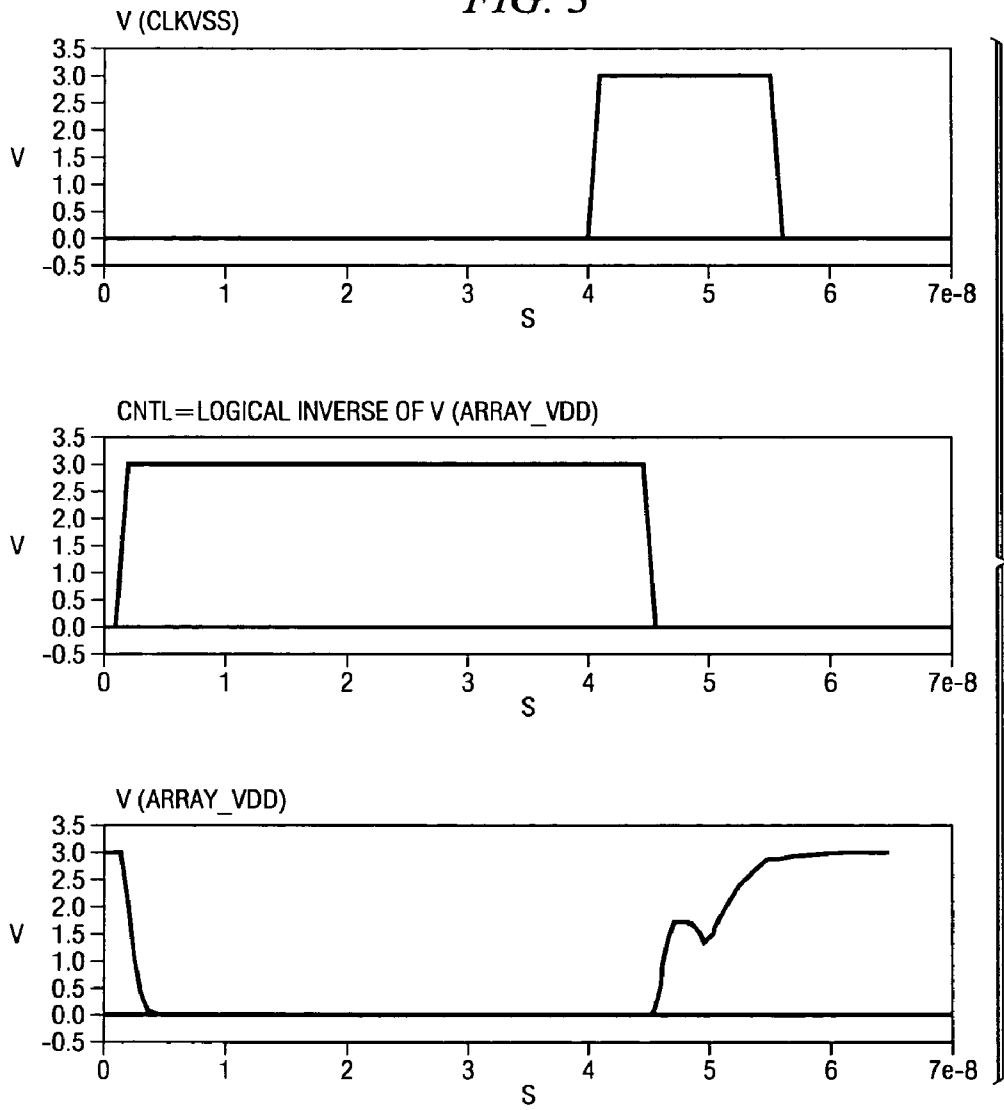 FIG. 3
V (CLKVSS)
3.5
3.0
2.5
2.0
V 1.5
1.0
0.5
0.0
-0.5
0 1 2 3 4 5 6 7e-8
S
CNTL=LOGICAL INVERSE OF V (ARRAY_VDD)
3.5
3.0
2.5
2.0
V 1.5
1.0
0.5
0.0
-0.5
0 1 2 3 4 5 6 7e-8
S
V (ARRAY_VDD)
3.5
3.0
2.5
2.0
V 1.5
1.0
0.5
0.0
-0.5
0 1 2 3 4 5 6 7e-8
S